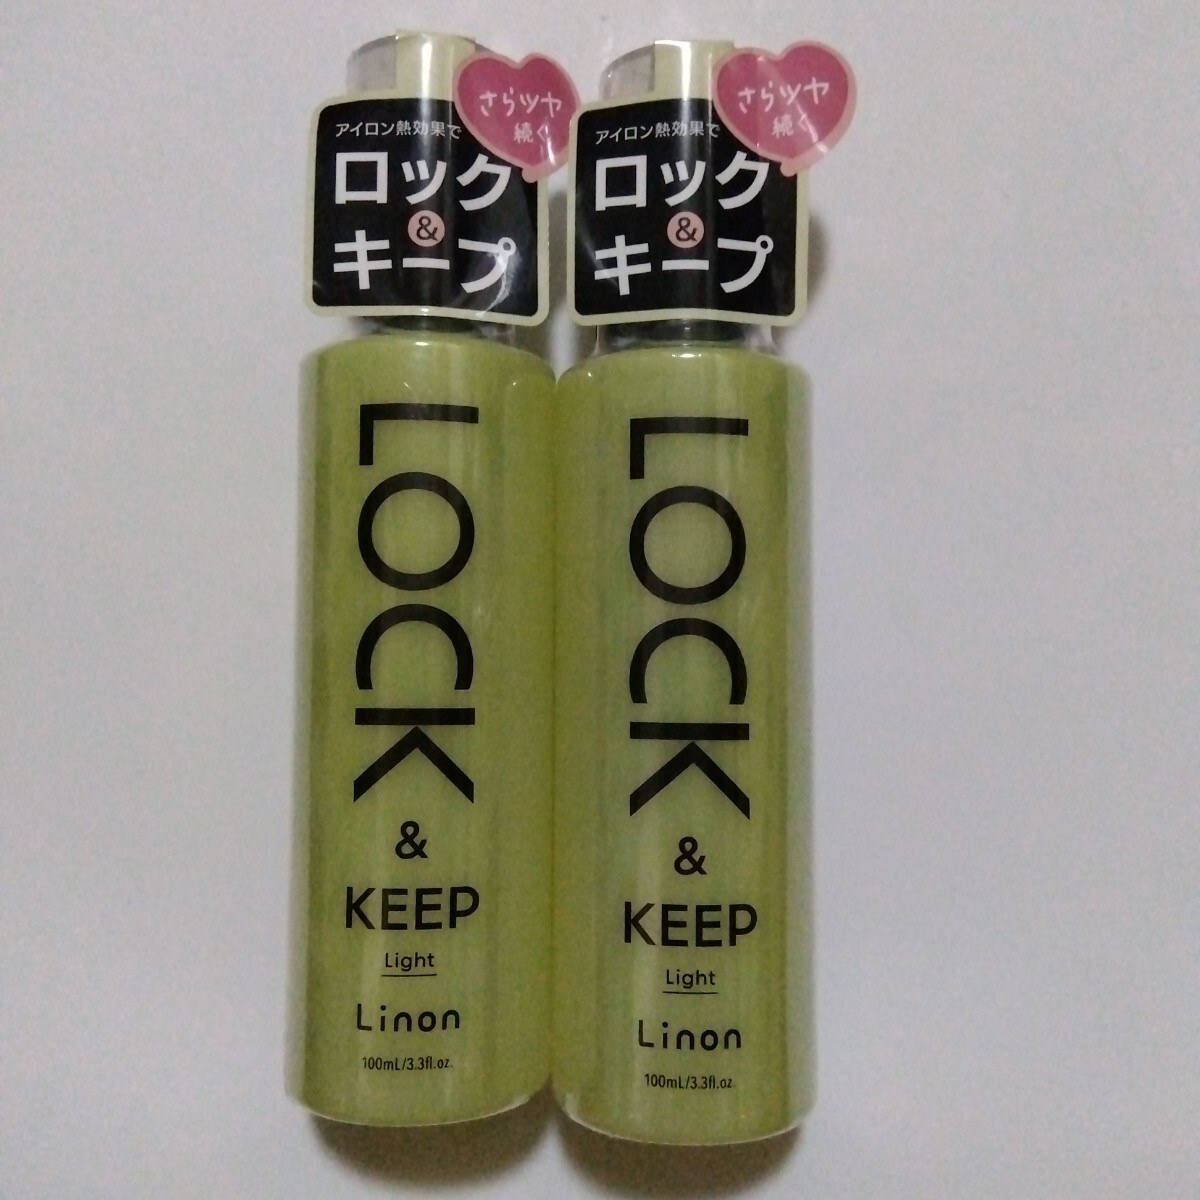 さらツヤ
続く
アイロン熱効果で
ロック
&
キープ
LOCK
&
KEEP
Light
Linon
100mL/3.3fl.oz.
さらツヤ
続く
アイロン熱効果で
ロック
&
キープ
LOCK
&
KEEP
Light
Linon
100mL/3.3fl.oz.